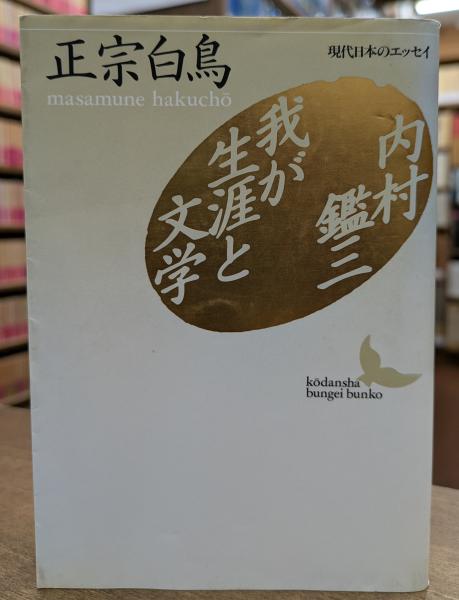 正宗白鳥
masamune hakuchō
現代日本のエッセイ
内村
鑑三
我が
生涯と
文学
kōdansha
bungei bunko